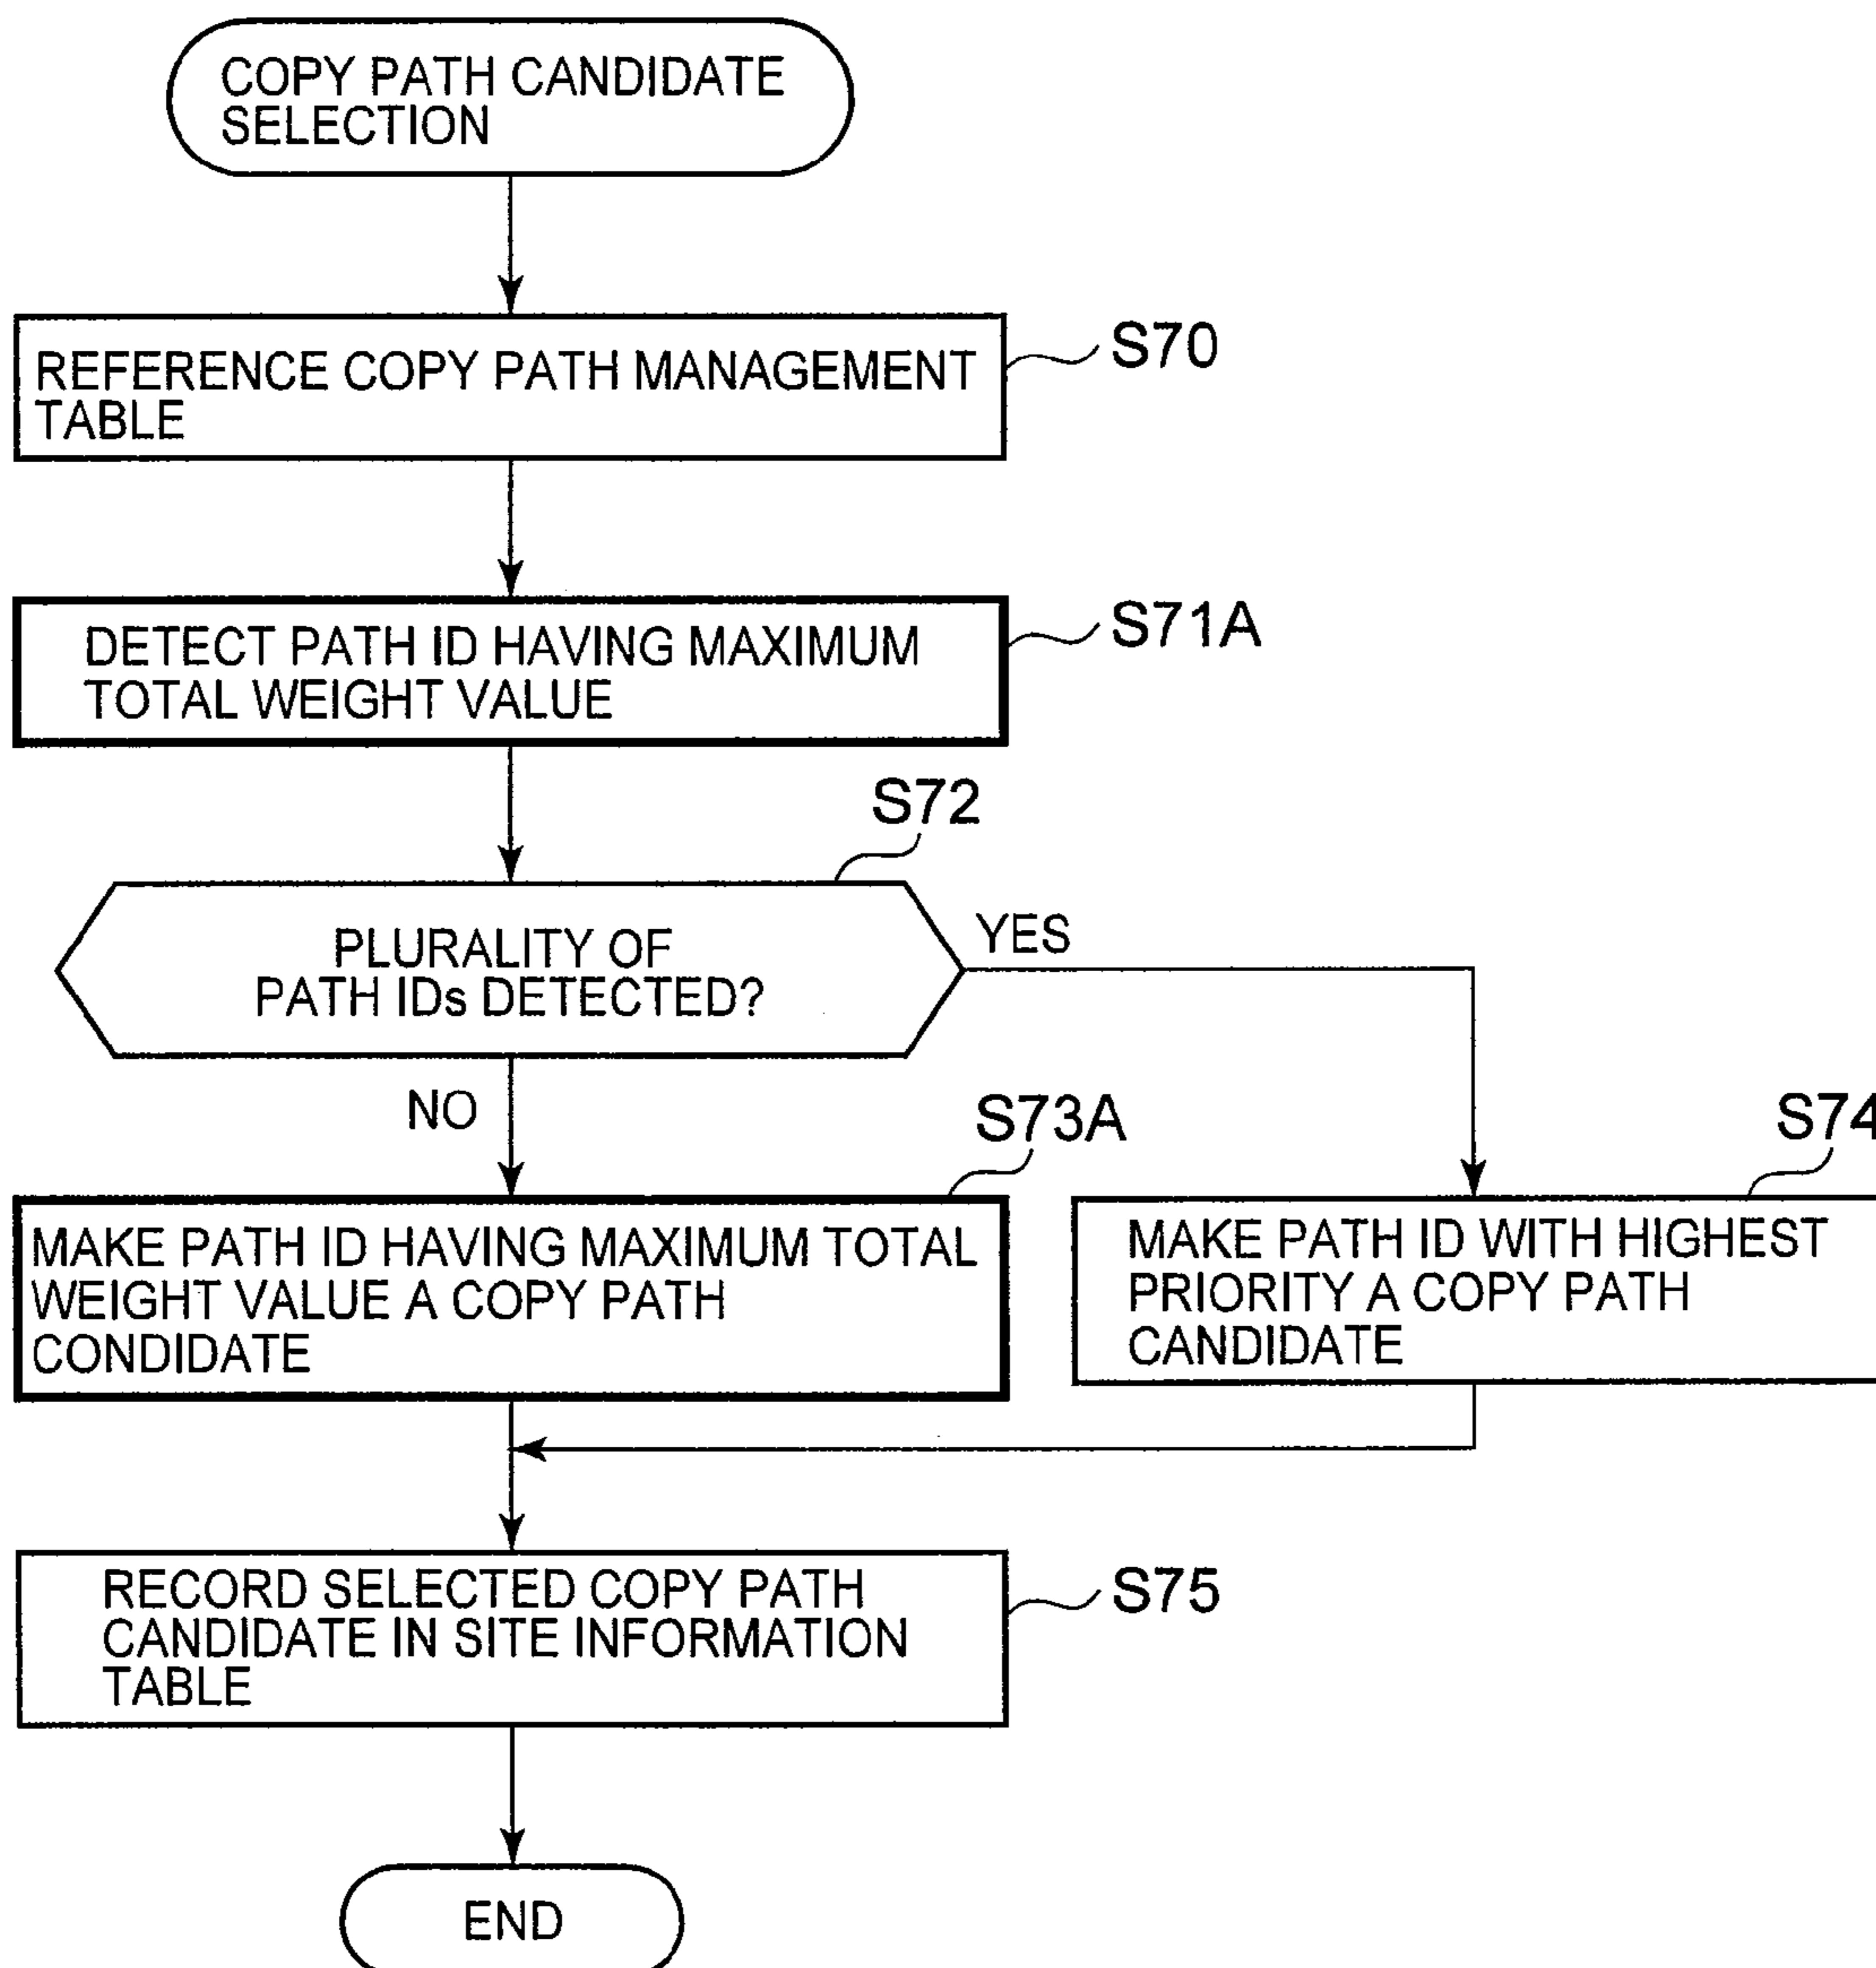 COPY PATH CANDIDATE
SELECTION
REFERENCE COPY PATH MANAGEMENT
TABLE
S70
DETECT PATH ID HAVING MAXIMUM
TOTAL WEIGHT VALUE
S71A
S72
PLURALITY OF
PATH IDs DETECTED?
YES
NO
S73A
MAKE PATH ID HAVING MAXIMUM TOTAL
WEIGHT VALUE A COPY PATH
CONDIDATE
S74
MAKE PATH ID WITH HIGHEST
PRIORITY A COPY PATH
CANDIDATE
RECORD SELECTED COPY PATH
CANDIDATE IN SITE INFORMATION
TABLE
S75
END